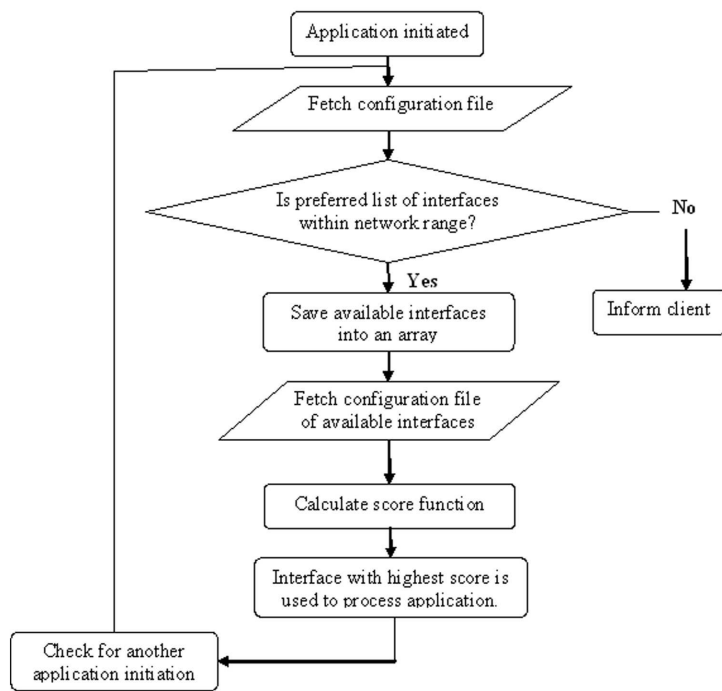 Application initiated
Fetch configuration file
Is preferred list of interfaces
within network range?
No
Yes
Inform client
Save available interfaces
into an array
Fetch configuration file
of available interfaces
Calculate score function
Interface with highest score is
used to process application.
Check for another
application initiation